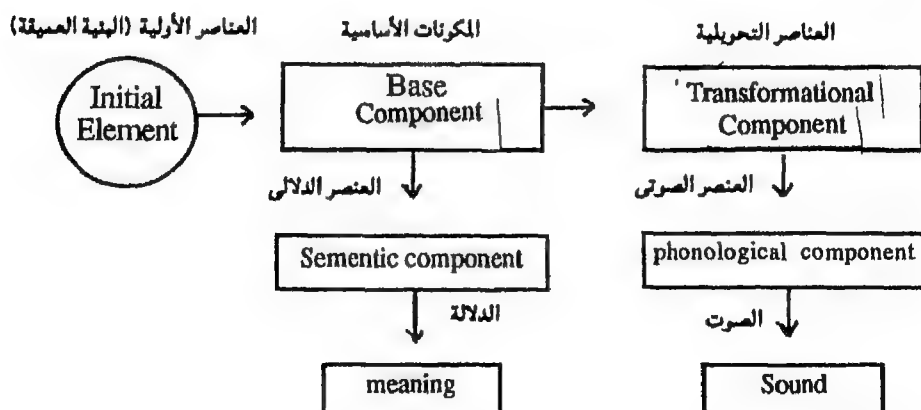 العناصر الأولية (البنية العميقة)
المكونات الأساسية
العناصر التحويلية
Initial
Element
Base
Component
Transformational
Component
العنصر الدلالى
العنصر الصوتى
Sementic component
phonological component
الدلالة
الصوت
meaning
Sound